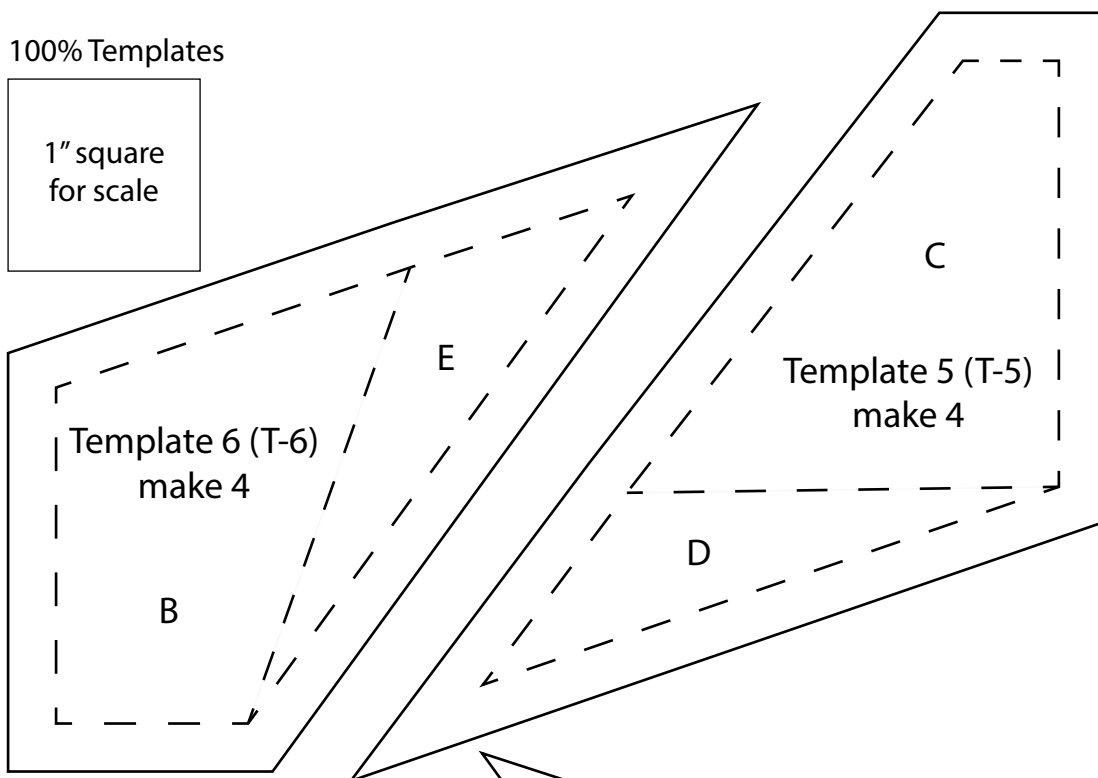 100% Templates
1” square
for scale
C
E
Template 5 (T-5)
make 4
Template 6 (T-6)
make 4
D
B